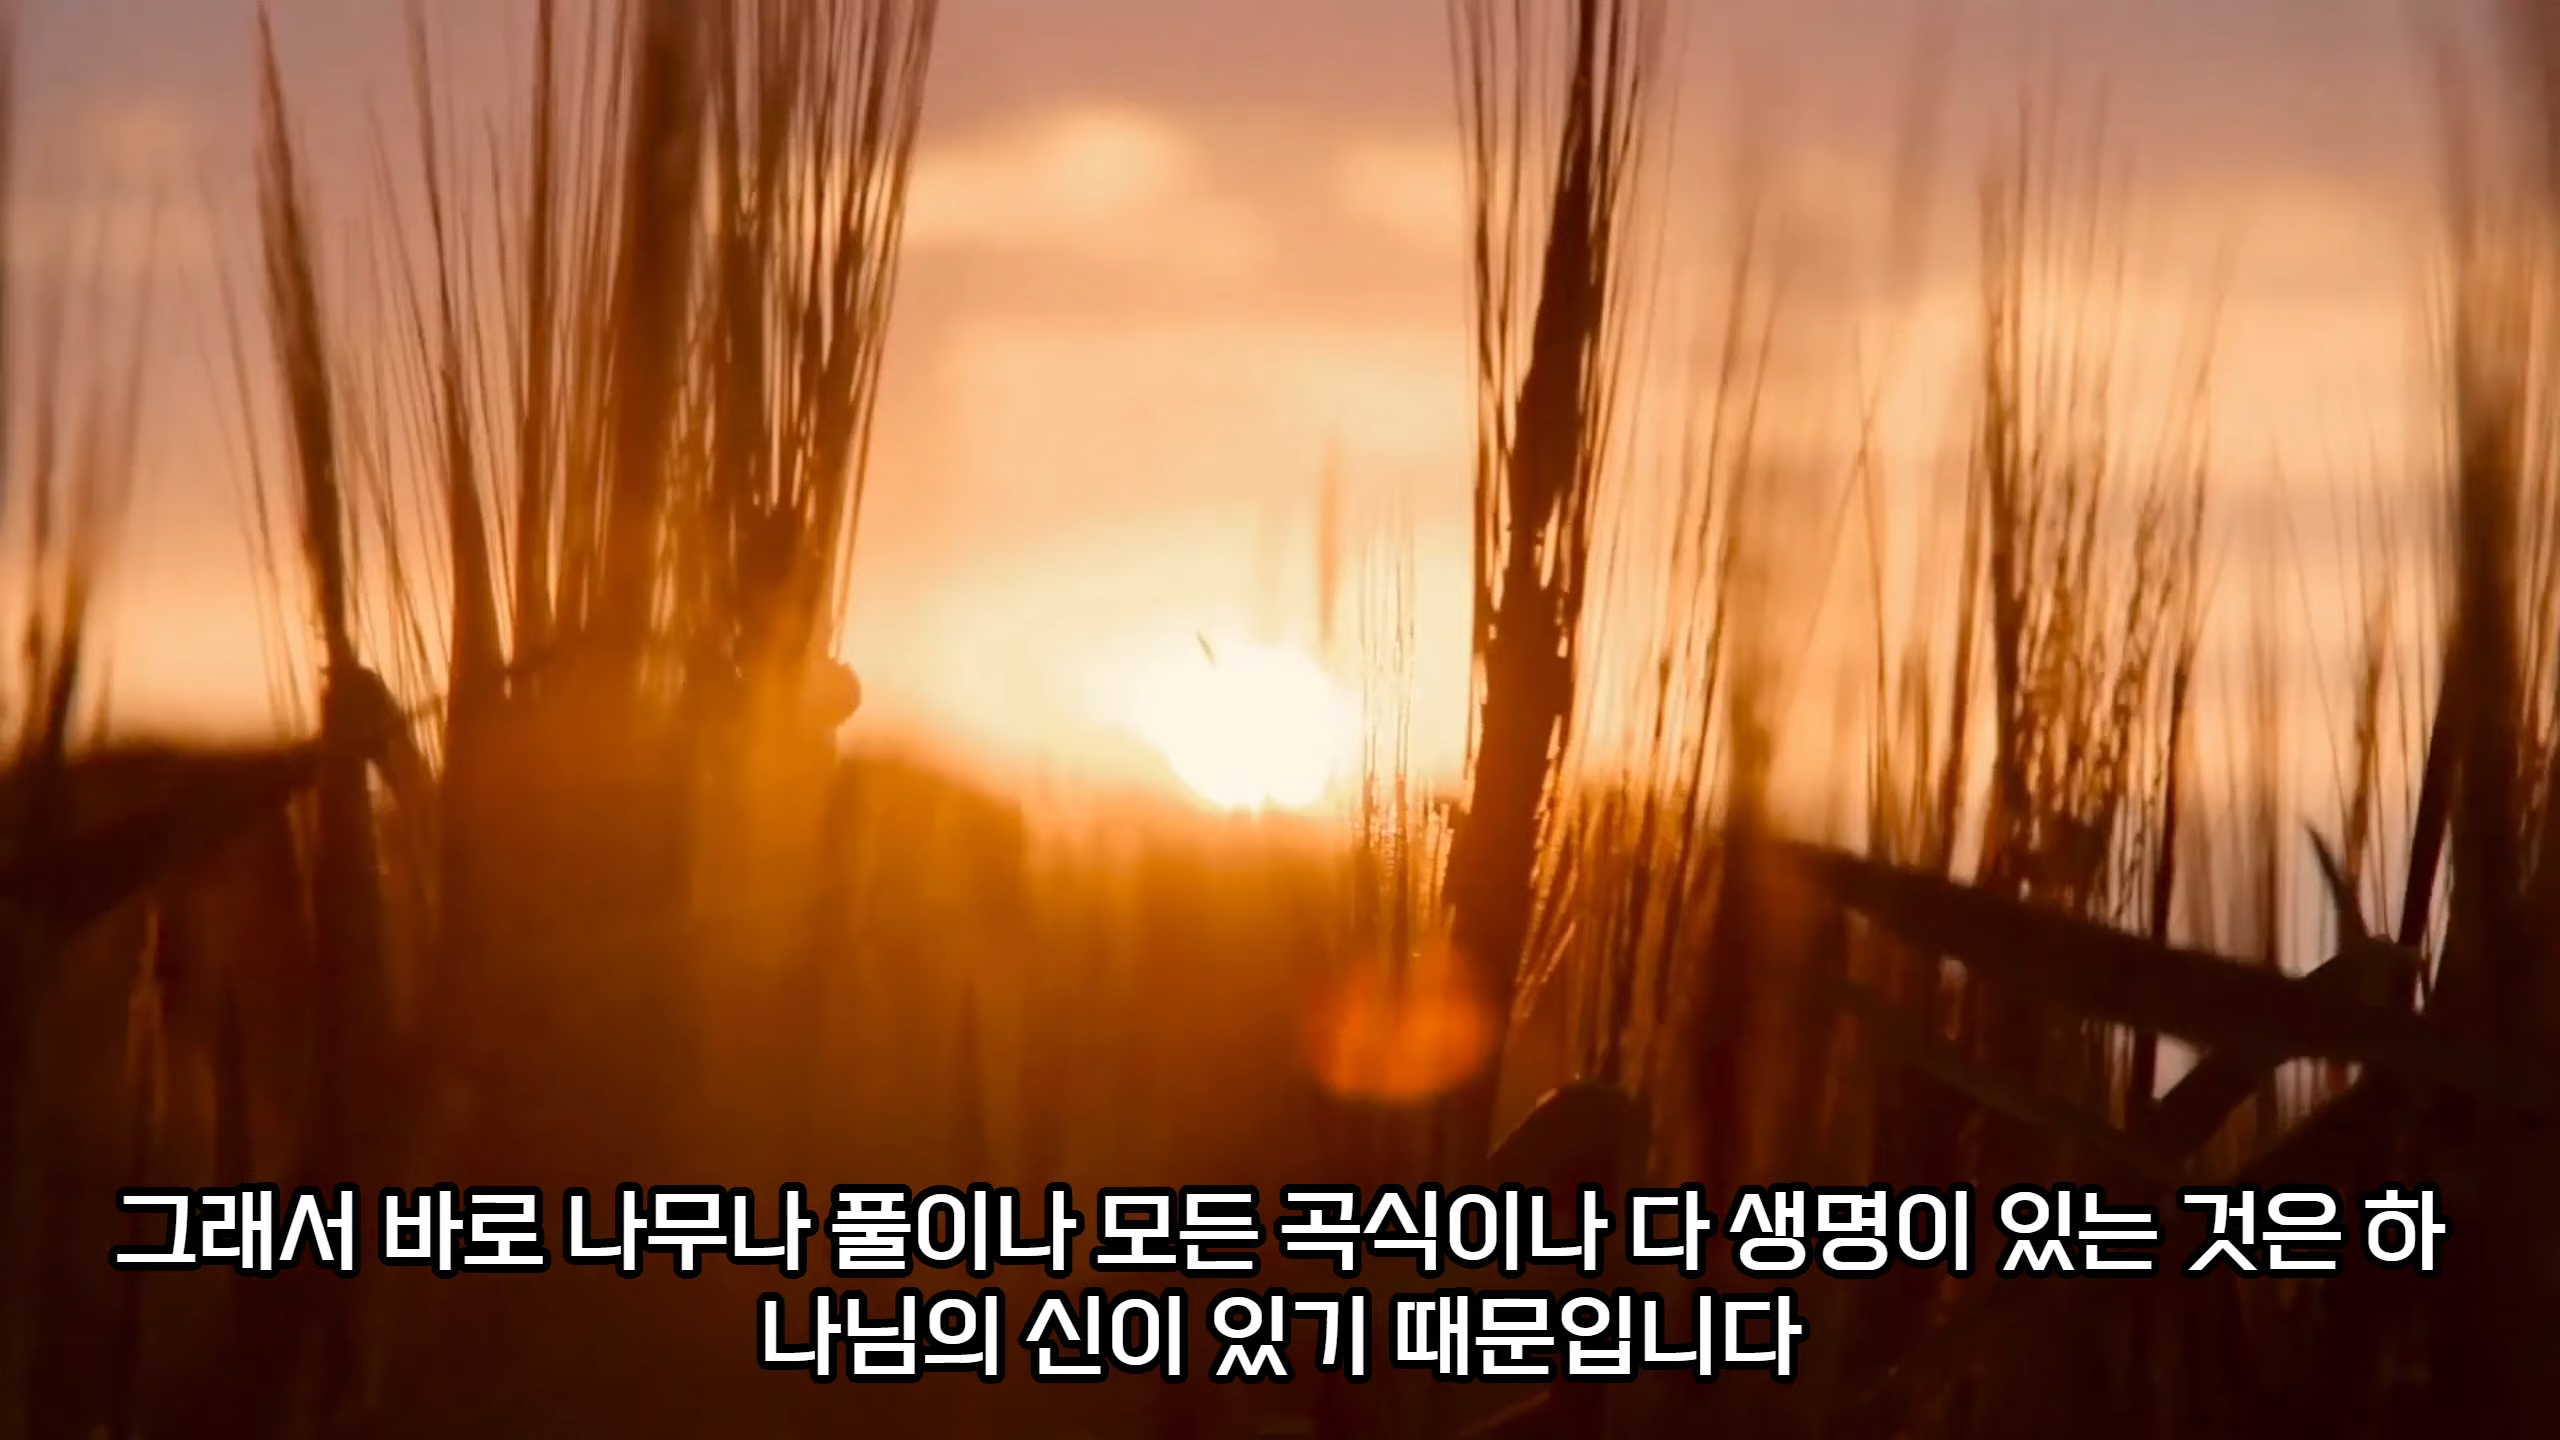 그래서 바로 나무나 풀이나 모든 곡식이나 다 생명이 있는 것은 하
나님의 신이 있기 때문입니다